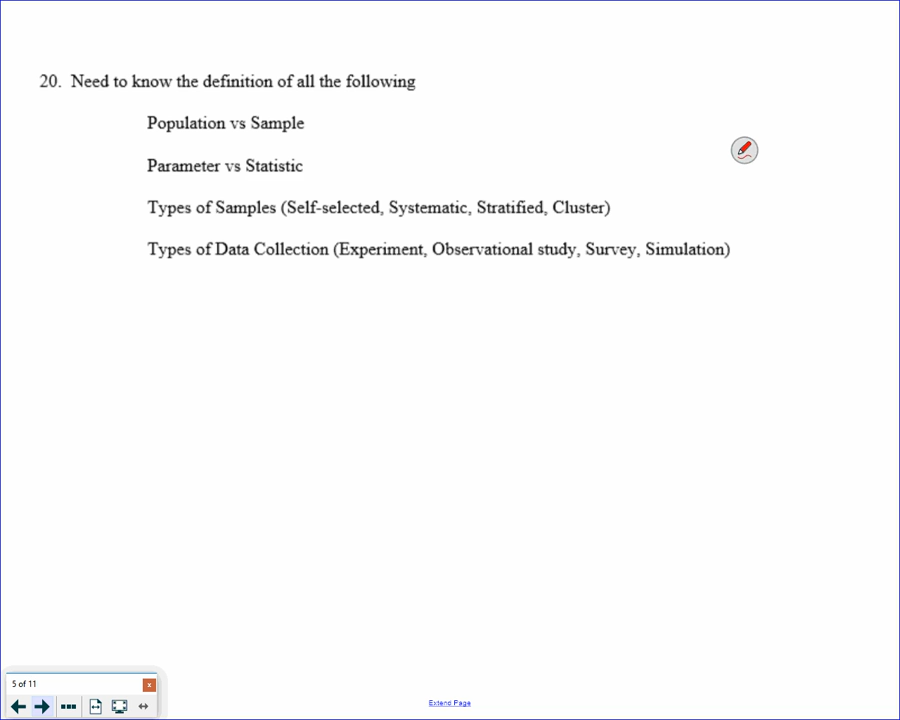 20. Need to know the definition of all the following
Population vs Sample
Parameter vs Statistic
Types of Samples (Self-selected, Systematic, Stratified, Cluster)
Types of Data Collection (Experiment, Observational study, Survey, Simulation)
5 of 11
x
Extend Page